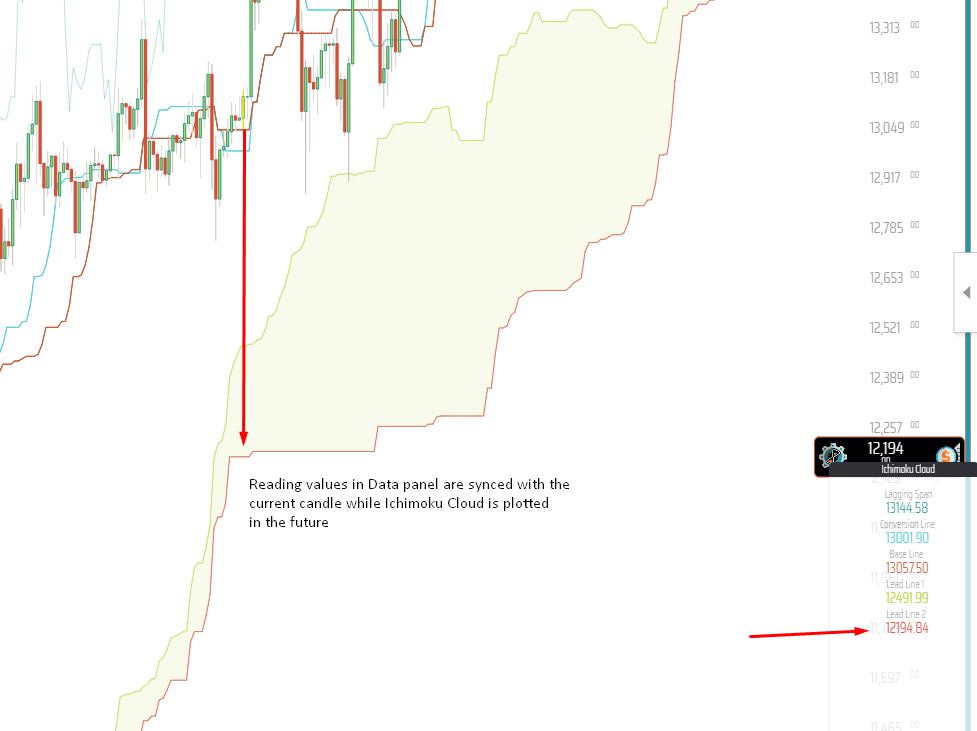 13,313 00
13,181 00
13,049 00
12,917 00
12,785 00
12,653 00
12,521 00
12,389 00
12,257 00
12,194
00
Ichimoku Cloud
Reading values in Data panel are synced with the
current candle while Ichimoku Cloud is plotted
in the future
Lagging Span
13144.58
Conversion Line
13001.90
Base Line
13057.50
Lead Line 1
12491.99
Lead Line 2
12194.84
11,597 00
11,465 00